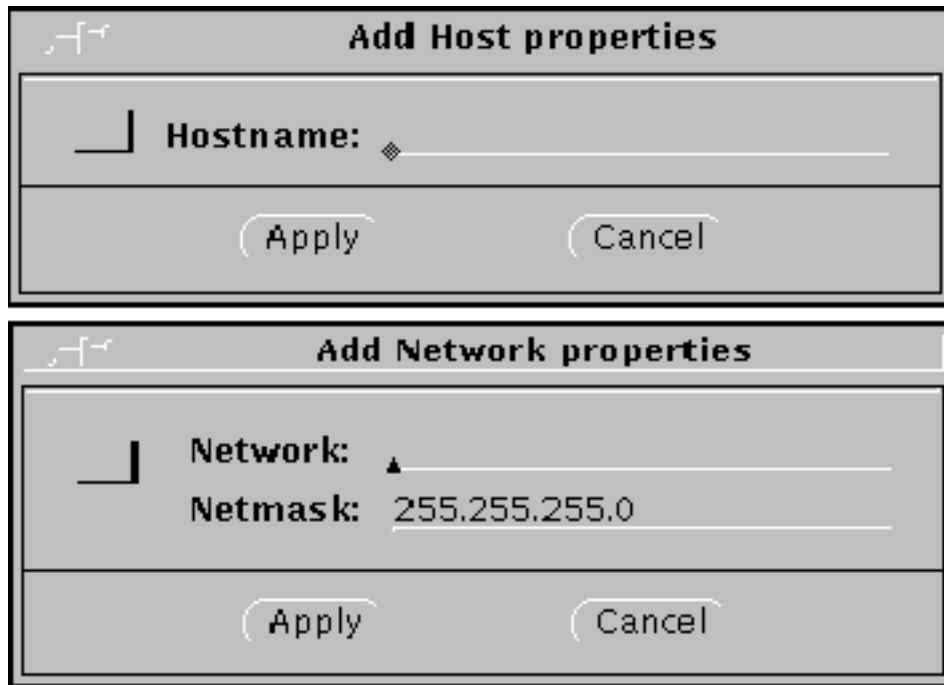 Add Host properties
Hostname:
Apply Cancel
Add Network properties
Network:
Netmask: 255.255.255.0
Apply Cancel